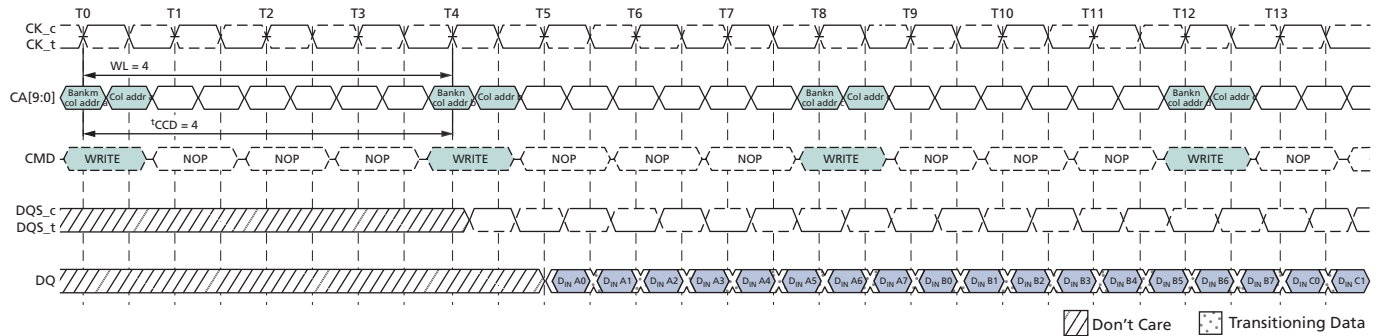 T0 T1 T2 T3 T4 T5 T6 T7 T8 T9 T10 T11 T12 T13
CK_c
CK_t
WL = 4
CA[9:0]
Bankm col addr a Col addr a Bankn col addr b Col addr b Bankn col addr c Col addr c Bankn col addr d Col addr d
tCCD = 4
CMD WRITE NOP NOP NOP WRITE NOP NOP NOP WRITE NOP NOP NOP WRITE NOP
DQS_c
DQS_t
DQ DIN A0 DIN A1 DIN A2 DIN A3 DIN A4 DIN A5 DIN A6 DIN A7 DIN B0 DIN B1 DIN B2 DIN B3 DIN B4 DIN B5 DIN B6 DIN B7 DIN C0 DIN C1
Don't Care Transitioning Data